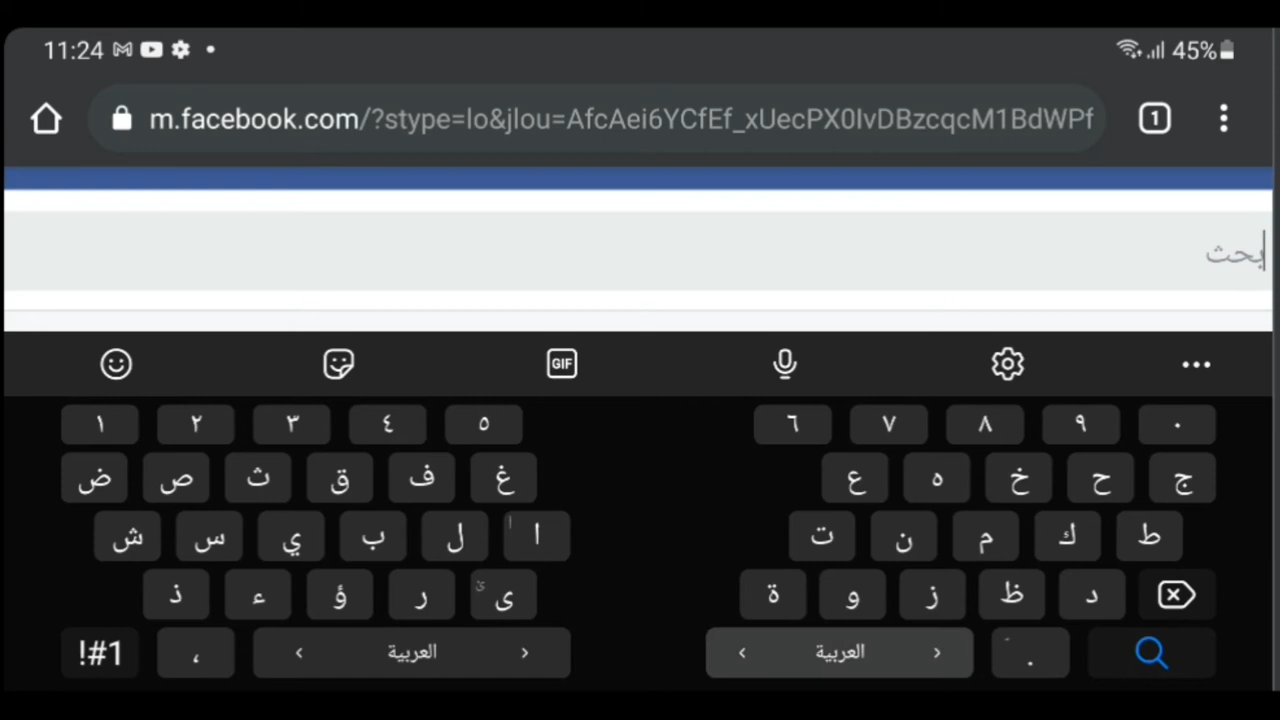 11:24 45%
m.facebook.com/?stype=lo&jlou=AfcAei6YCfEf_xUecPX0IvDBzcqcM1BdWPf 1
بحث
GIF
١ ٢ ٣ ٤ ٥ ٦ ٧ ٨ ٩ ٠
ض ص ث ق ف غ ع ه خ ح ج
ش س ي ب ل ا ت ن م ك ط
ذ ء ؤ ر ى ة و ز ظ د
!#1 ، < العربية > < العربية > .